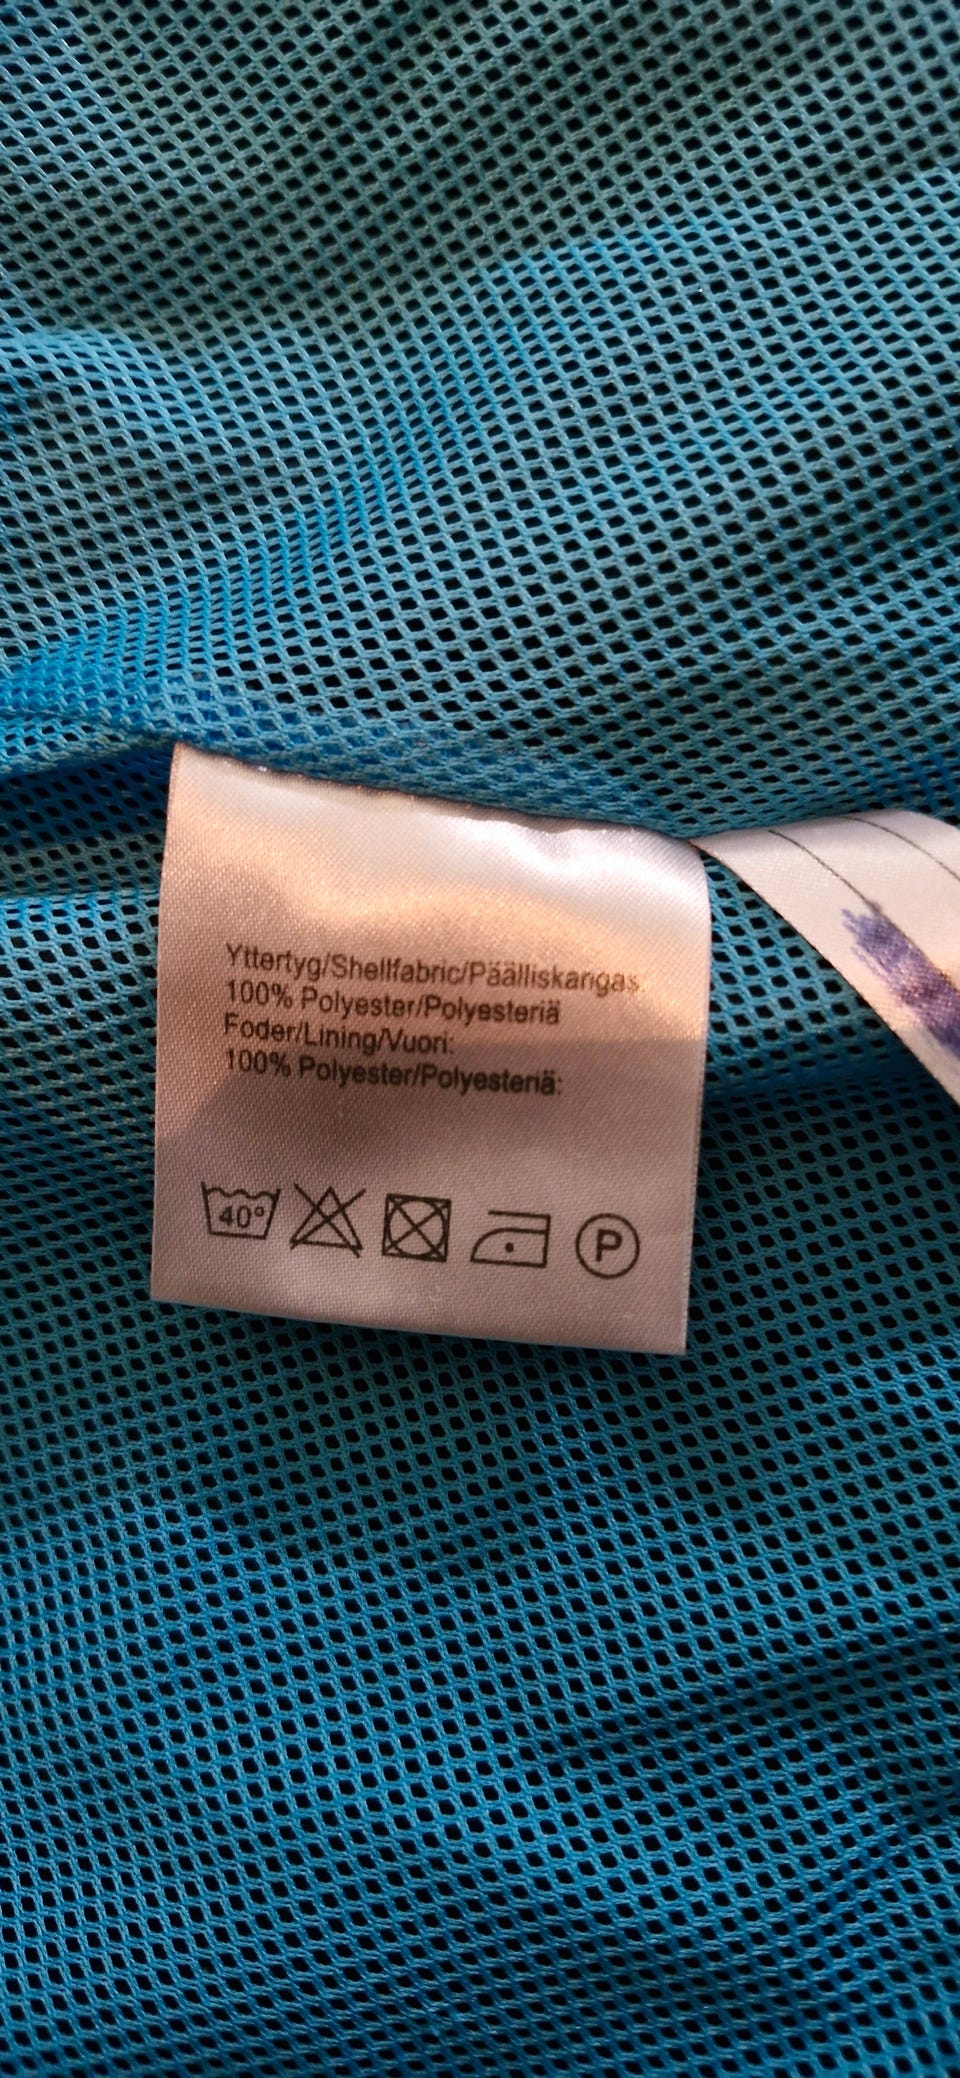 Yttertyg/Shellfabric/Päälliskangas:
100% Polyester/Polyesteriä
Foder/Lining/Vuori:
100% Polyester/Polyesteriä:
40° P